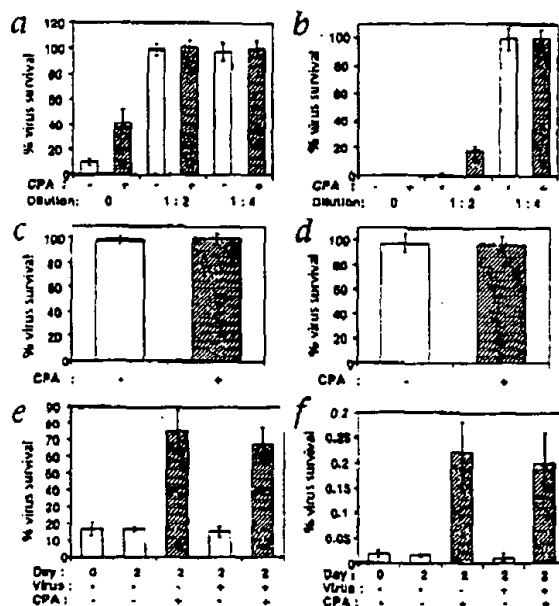 a
% virus survival
120
100
80
60
40
20
0
CPA : - + - + - +
Dilution: 0 1:2 1:4
b
% virus survival
100
80
60
40
20
0
CPA : - + - + - +
Dilution: 0 1:2 1:4
c
% virus survival
100
80
60
40
20
0
CPA : - +
d
% virus survival
100
80
60
40
20
0
CPA : - +
e
% virus survival
90
80
70
60
50
40
30
20
10
0
Day : 0 2 2 2 2
Virus : - - - + +
CPA : - - + - +
f
% virus survival
0.2
0.25
0.2
0.15
0.1
0.05
0
Day : 0 2 2 2 2
Virus : - - - + +
CPA : - - + - +